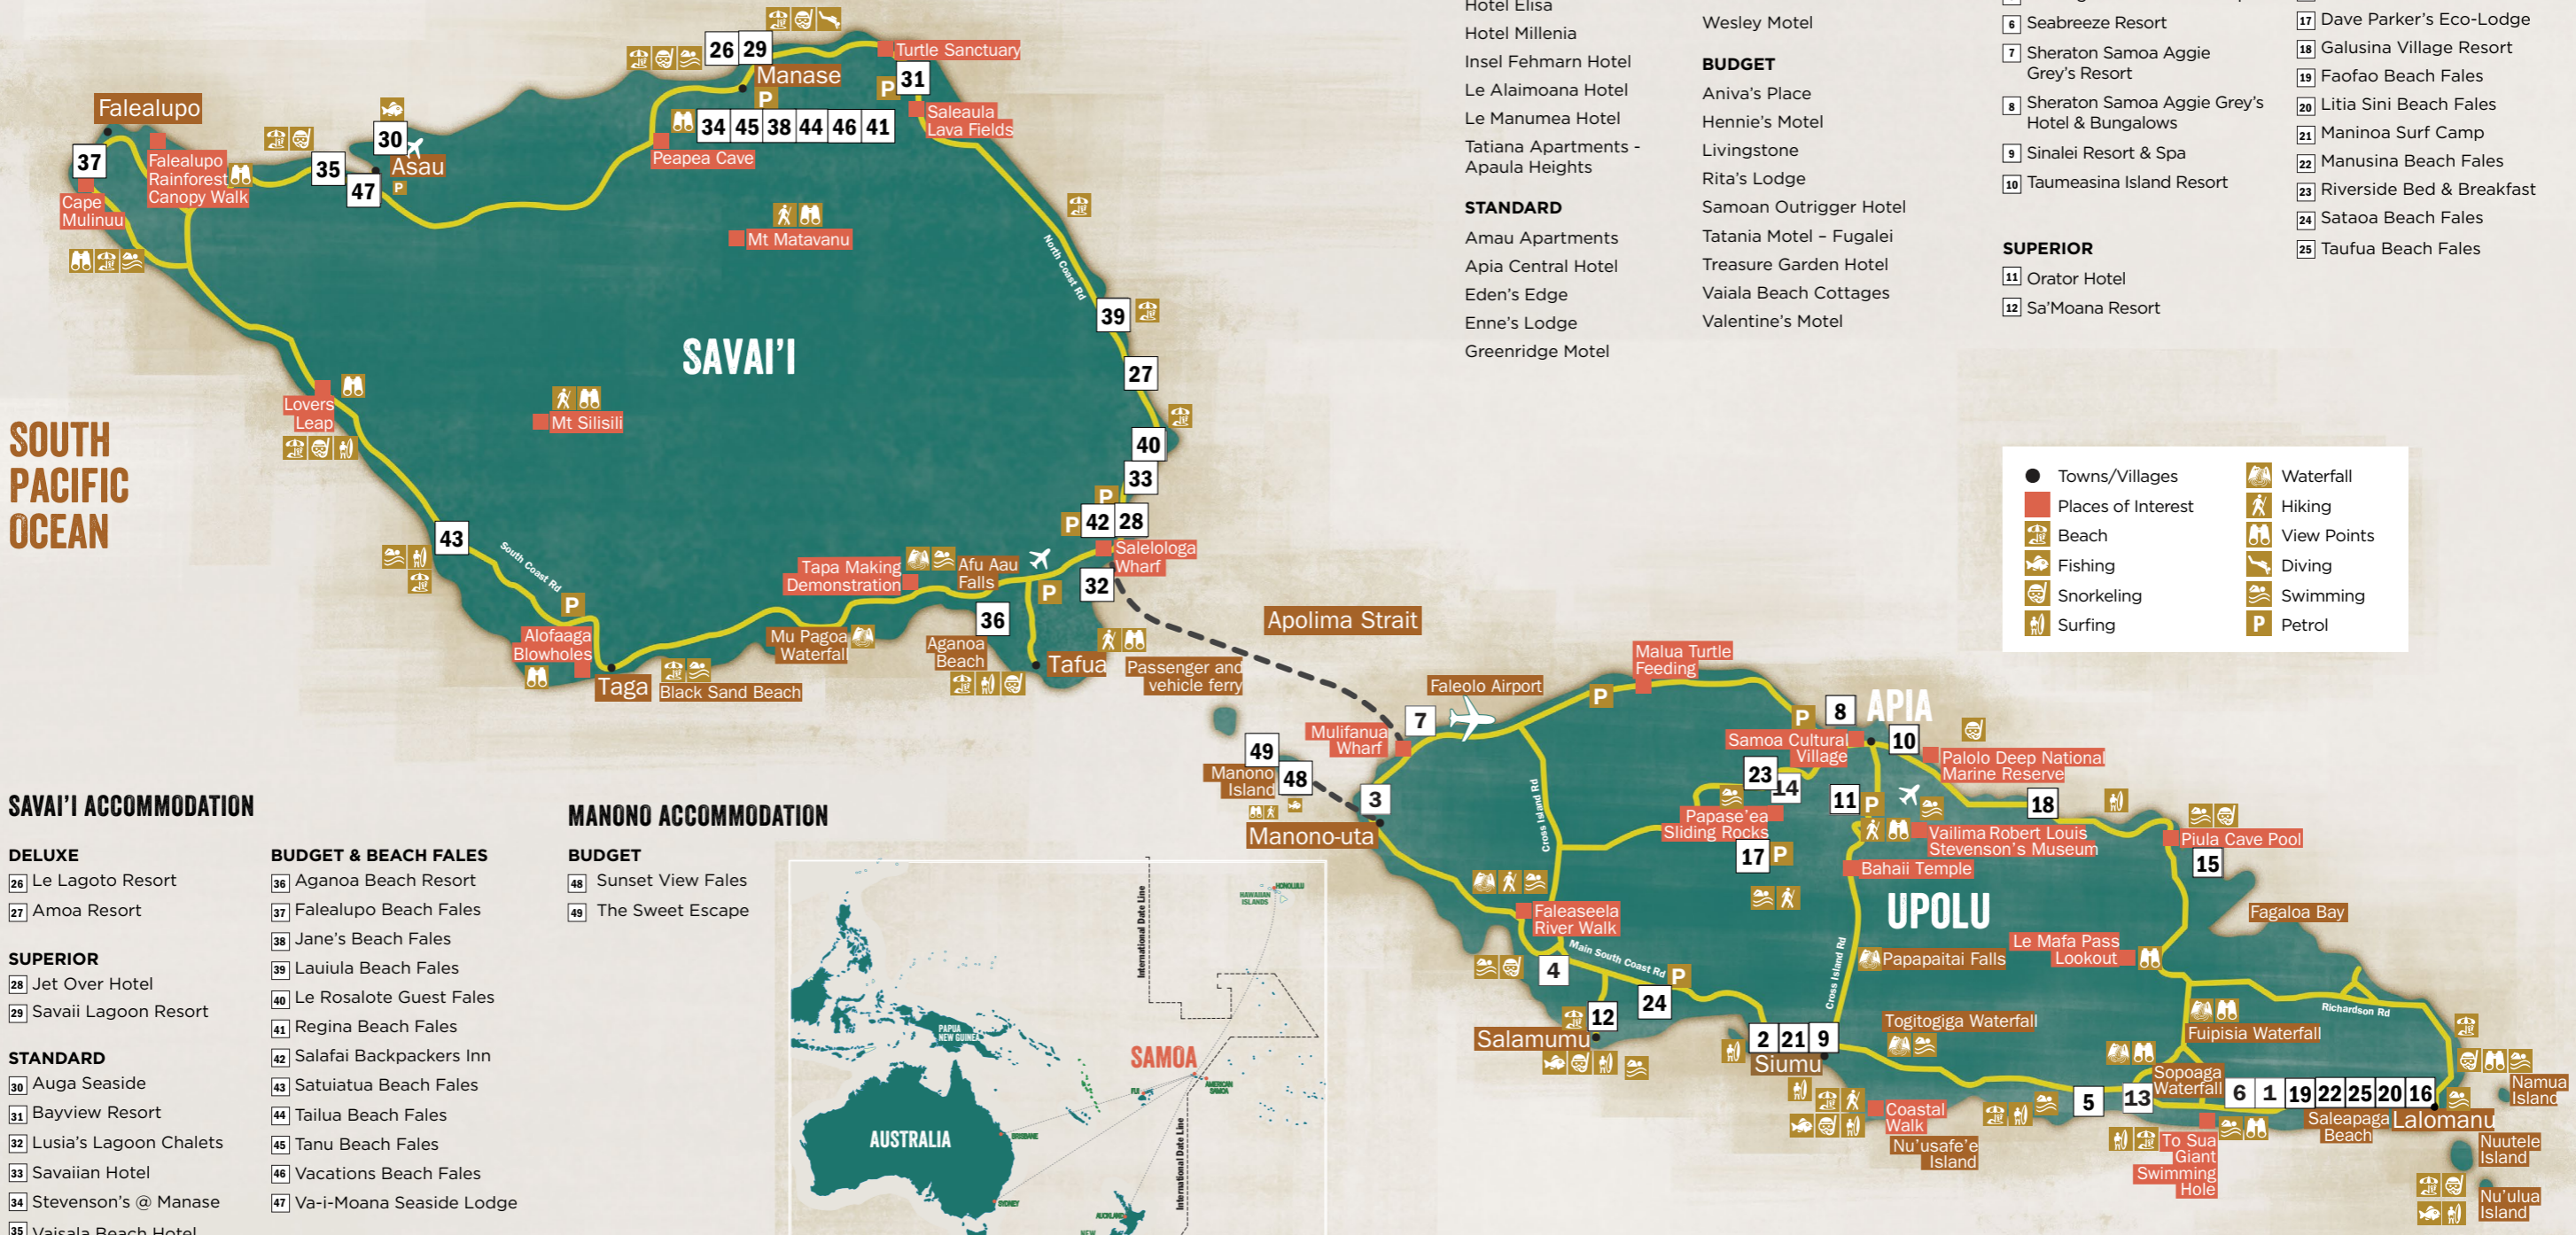 Hotel Elisa
Hotel Millenia
Insel Fehmarn Hotel
Le Alaimoana Hotel
Le Manumea Hotel
Tatiana Apartments -
Apaula Heights
STANDARD
Amau Apartments
Apia Central Hotel
Eden's Edge
Enne's Lodge
Greenridge Motel
Wesley Motel
BUDGET
Aniva's Place
Hennie's Motel
Livingstone
Rita's Lodge
Samoan Outrigger Hotel
Tatania Motel – Fugalei
Treasure Garden Hotel
Vaiala Beach Cottages
Valentine's Motel
6 Seabreeze Resort
7 Sheraton Samoa Aggie
Grey's Resort
8 Sheraton Samoa Aggie Grey's
Hotel & Bungalows
9 Sinalei Resort & Spa
10 Taumeasina Island Resort
SUPERIOR
11 Orator Hotel
12 Sa'Moana Resort
17 Dave Parker's Eco-Lodge
18 Galusina Village Resort
19 Faofao Beach Fales
20 Litia Sini Beach Fales
21 Maninoa Surf Camp
22 Manusina Beach Fales
23 Riverside Bed & Breakfast
24 Sataoa Beach Fales
25 Taufua Beach Fales
Towns/Villages
Places of Interest
Beach
Fishing
Snorkeling
Surfing
Waterfall
Hiking
View Points
Diving
Swimming
P Petrol
SOUTH
PACIFIC
OCEAN
SAVAI'I
26 29
Manase
P
Turtle Sanctuary
P 31
Saleaula
Lava Fields
34 45 38 44 46 41
Peapea Cave
Falealupo
37
Falealupo
Rainforest
Canopy Walk
Cape
Mulinuu
35
30
Asau
47
P
Mt Matavanu
North Coast Rd
39
27
40
33
P
P 42 28
Salelologa
Wharf
32
Lovers
Leap
Mt Silisili
43
South Coast Rd
P
Alofaaga
Blowholes
Taga
Black Sand Beach
Tapa Making
Demonstration
Afu Aau
Falls
P
Mu Pagoa
Waterfall
36
Aganoa
Beach
Tafua
Passenger and
vehicle ferry
Apolima Strait
49
Manono
Island
48
Manono-uta
3
Mulifanua
Wharf
7
Faleolo Airport
P
Malua Turtle
Feeding
P
8
APIA
Samoa Cultural
Village
10
Palolo Deep National
Marine Reserve
23
14
11
P
18
Papase'ea
Sliding Rocks
17 P
Vailima Robert Louis
Stevenson's Museum
Bahaii Temple
Piula Cave Pool
15
UPOLU
Fagaloa Bay
Cross Island Rd
Faleaseela
River Walk
Main South Coast Rd
P
4
24
12
Salamumu
Cross Island Rd
Papapaitai Falls
Le Mafa Pass
Lookout
Richardson Rd
Fuipisia Waterfall
Togitogiga Waterfall
2 21 9
Siumu
Coastal
Walk
Nu'usafe'e
Island
5
13
Sopoaga
Waterfall
6 1 19 22 25 20 16
Saleapaga
Beach
Lalomanu
To Sua
Giant
Swimming
Hole
Namua
Island
Nuutele
Island
Nu'ulua
Island
SAVAI'I ACCOMMODATION
DELUXE
26 Le Lagoto Resort
27 Amoa Resort
SUPERIOR
28 Jet Over Hotel
29 Savaii Lagoon Resort
STANDARD
30 Auga Seaside
31 Bayview Resort
32 Lusia's Lagoon Chalets
33 Savaiian Hotel
34 Stevenson's @ Manase
35 Vaisala Beach Hotel
BUDGET & BEACH FALES
36 Aganoa Beach Resort
37 Falealupo Beach Fales
38 Jane's Beach Fales
39 Lauiula Beach Fales
40 Le Rosalote Guest Fales
41 Regina Beach Fales
42 Salafai Backpackers Inn
43 Satuiatua Beach Fales
44 Tailua Beach Fales
45 Tanu Beach Fales
46 Vacations Beach Fales
47 Va-i-Moana Seaside Lodge
MANONO ACCOMMODATION
BUDGET
48 Sunset View Fales
49 The Sweet Escape
International Date Line
HAWAIIAN
ISLANDS
HONOLULU
PAPUA
NEW GUINEA
SAMOA
FIJI
AMERICAN
SAMOA
AUSTRALIA
BRISBANE
SYDNEY
AUCKLAND
NEW
International Date Line